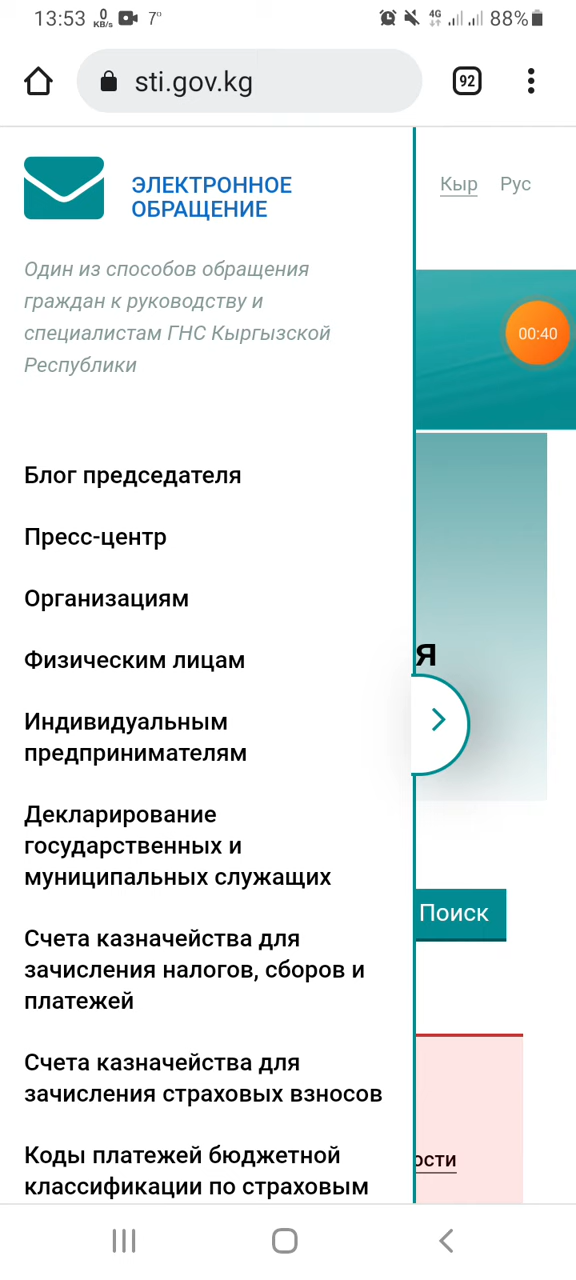 13:53 0 KB/s 7° 4G 88%
sti.gov.kg 92
ЭЛЕКТРОННОЕ
ОБРАЩЕНИЕ
Кыр Рус
Один из способов обращения
граждан к руководству и
специалистам ГНС Кыргызской
Республики
00:40
Блог председателя
Пресс-центр
Организациям
Физическим лицам
я
Индивидуальным
предпринимателям
Декларирование
государственных и
муниципальных служащих
Поиск
Счета казначейства для
зачисления налогов, сборов и
платежей
Счета казначейства для
зачисления страховых взносов
Коды платежей бюджетной
классификации по страховым
ости